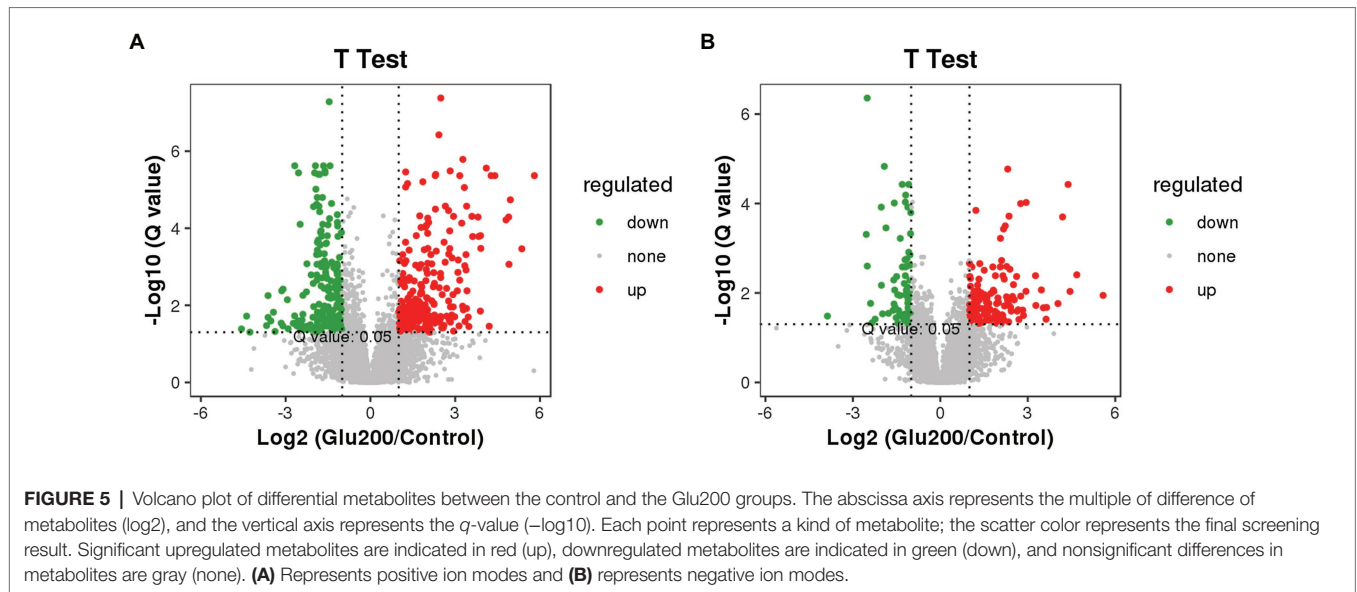 A
T Test
-Log10 (Q value)
6
4
2
0
Q value: 0.05
-6 -3 0 3 6
Log2 (Glu200/Control)
regulated
down
none
up
B
T Test
-Log10 (Q value)
6
4
2
0
Q value: 0.05
-6 -3 0 3 6
Log2 (Glu200/Control)
regulated
down
none
up
FIGURE 5 | Volcano plot of differential metabolites between the control and the Glu200 groups. The abscissa axis represents the multiple of difference of
metabolites (log2), and the vertical axis represents the q-value (−log10). Each point represents a kind of metabolite; the scatter color represents the final screening
result. Significant upregulated metabolites are indicated in red (up), downregulated metabolites are indicated in green (down), and nonsignificant differences in
metabolites are gray (none). (A) Represents positive ion modes and (B) represents negative ion modes.